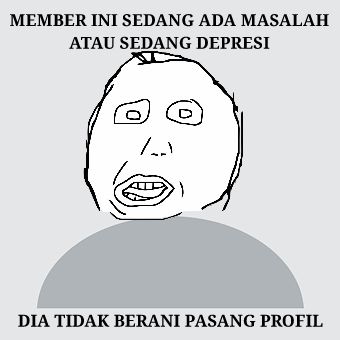 MEMBER INI SEDANG ADA MASALAH
ATAU SEDANG DEPRESI
DIA TIDAK BERANI PASANG PROFIL